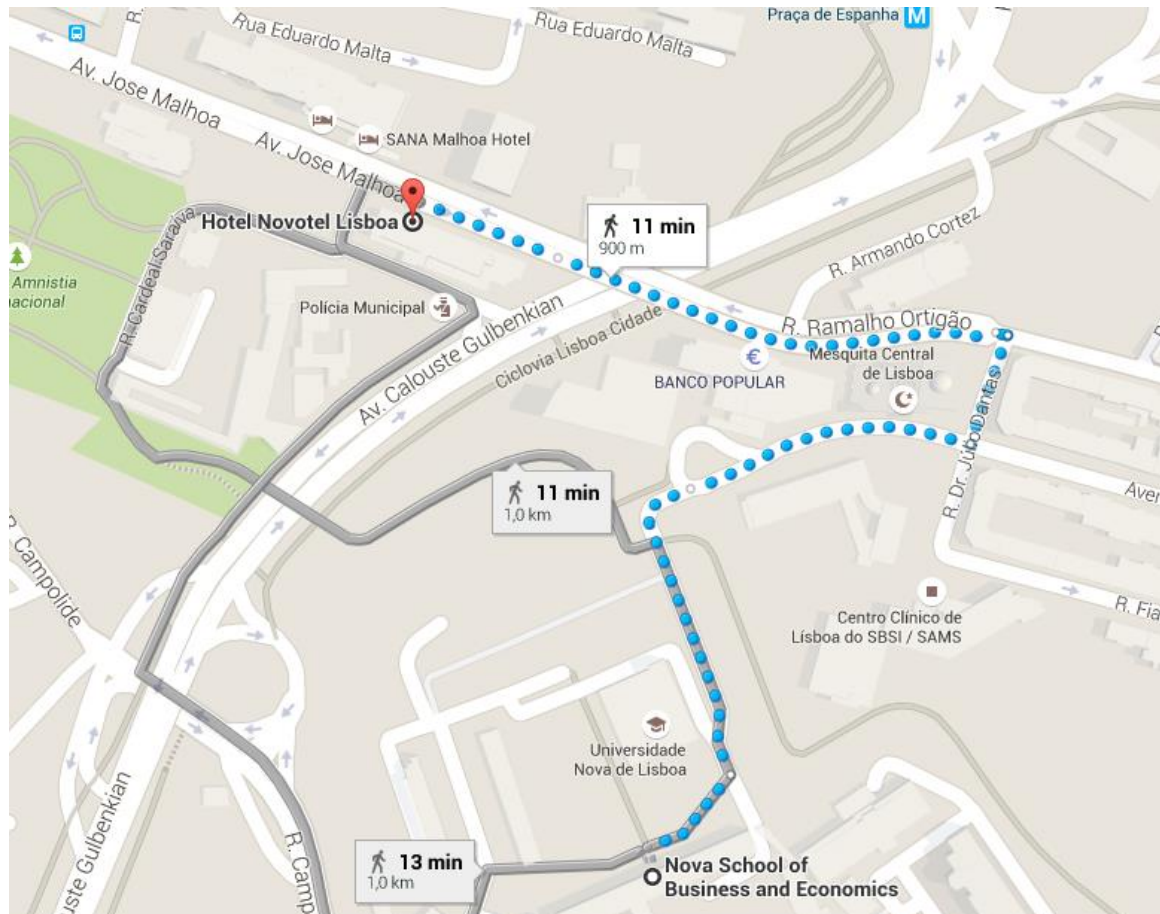 Praça de Espanha M
Rua Eduardo Malta
Rua Eduardo Malta
R.
Av. Jose Malhoa
Av. Jose Malhoa
SANA Malhoa Hotel
Hotel Novotel Lisboa
11 min
900 m
R. Cardeal Saraiva
Amnistia
nacional
Polícia Municipal
R. Armando Cortez
R. Ramalho Ortigão
Av. Calouste Gulbenkian
Ciclovia Lisboa Cidade
€
BANCO POPULAR
Mesquita Central
de Lisboa
R. Dr. Júlio Dantas
Aven
11 min
1,0 km
R. Campolide
R. Fia
Centro Clínico de
Lisboa do SBSI / SAMS
Universidade
Nova de Lisboa
uste Gulbenkian
R. Camp
13 min
1,0 km
Nova School of
Business and Economics